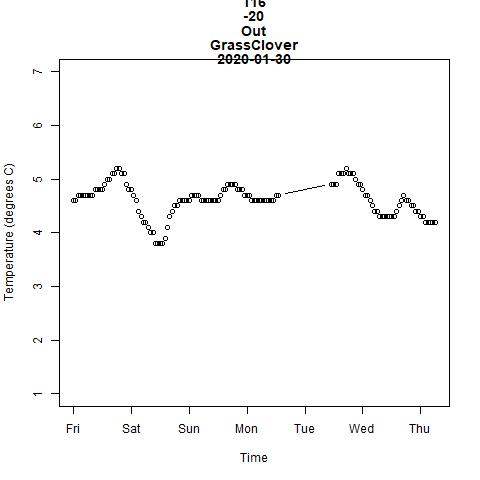 T16
-20
Out
GrassClover
2020-01-30
7
6
5
4
3
2
1
Temperature (degrees C)
Fri Sat Sun Mon Tue Wed Thu
Time